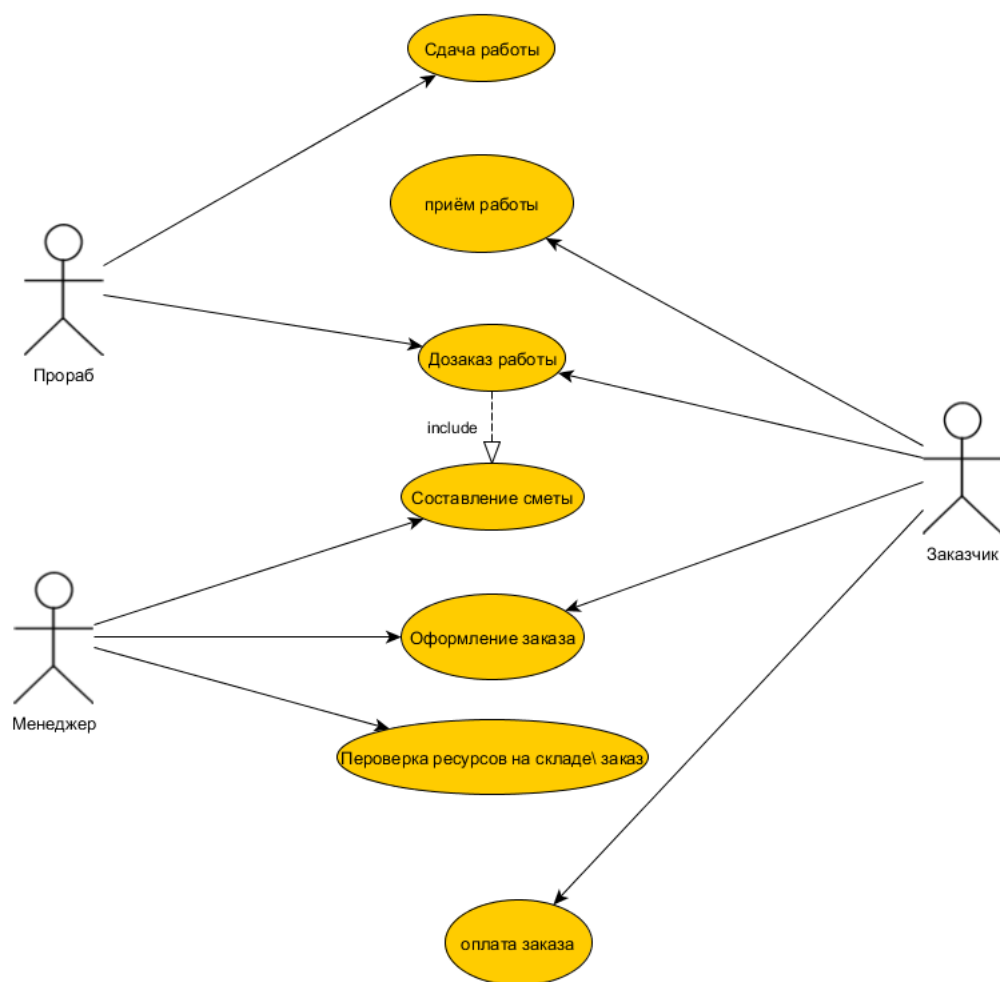 Сдача работы
приём работы
Прораб
Дозаказ работы
include
Составление сметы
Заказчик
Оформление заказа
Менеджер
Пероверка ресурсов на складе\ заказ
оплата заказа